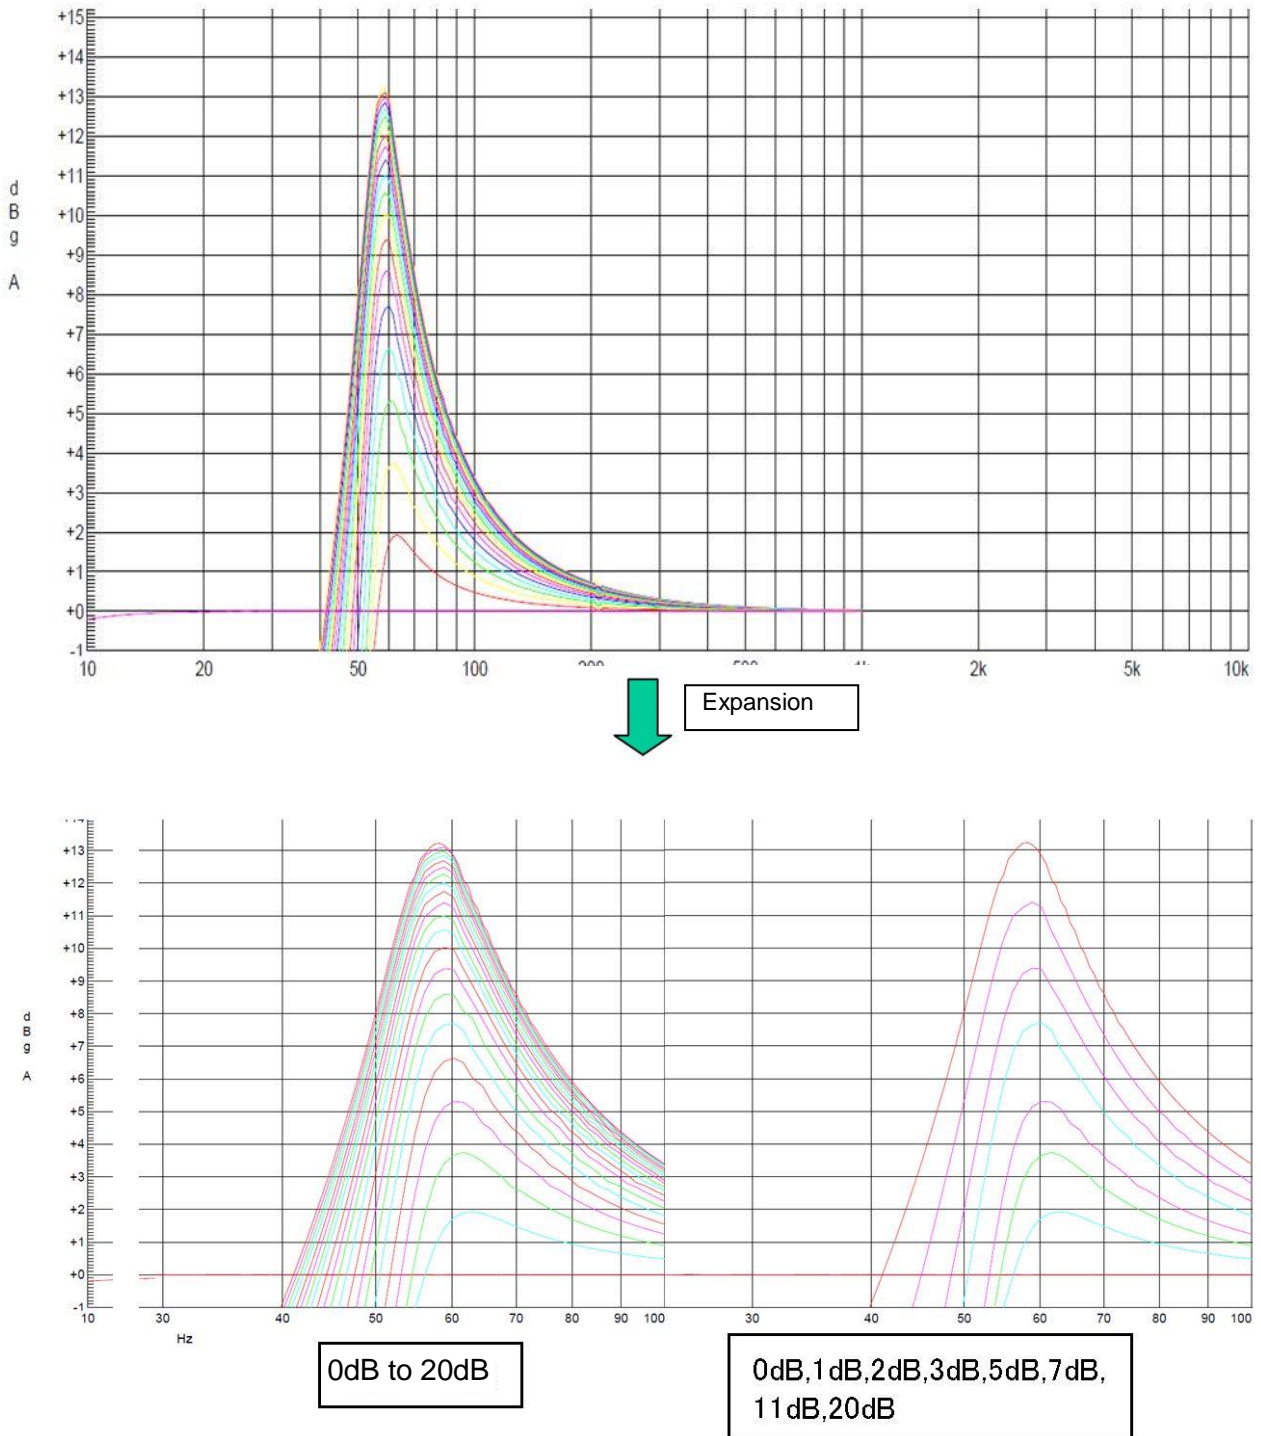 +15
+14
+13
+12
+11
+10
+9
+8
+7
+6
+5
+4
+3
+2
+1
+0
-1
d
B
g
A
10 20 50 100 2k 5k 10k
Expansion
+13
+12
+11
+10
+9
+8
+7
+6
+5
+4
+3
+2
+1
+0
-1
d
B
g
A
10 30 40 50 60 70 80 90 100 30 40 50 60 70 80 90 100
Hz
0dB to 20dB
0dB,1dB,2dB,3dB,5dB,7dB,
11dB,20dB